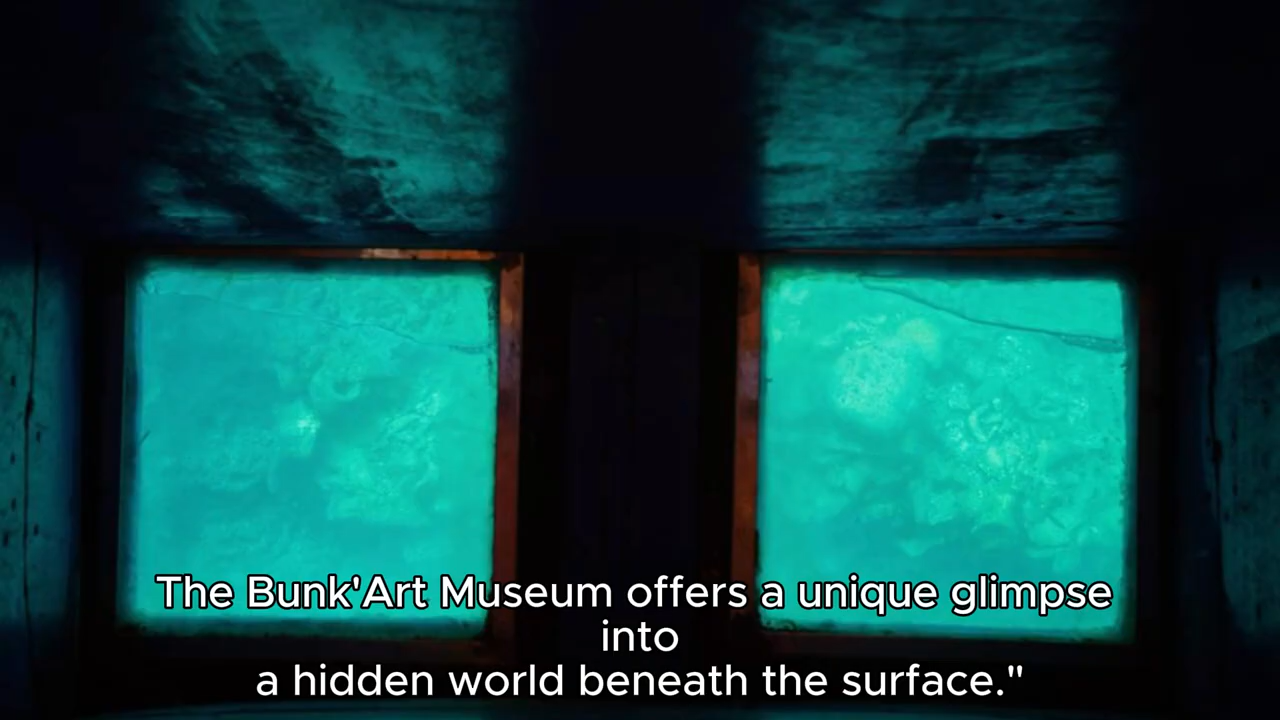 The Bunk'Art Museum offers a unique glimpse
into
a hidden world beneath the surface."